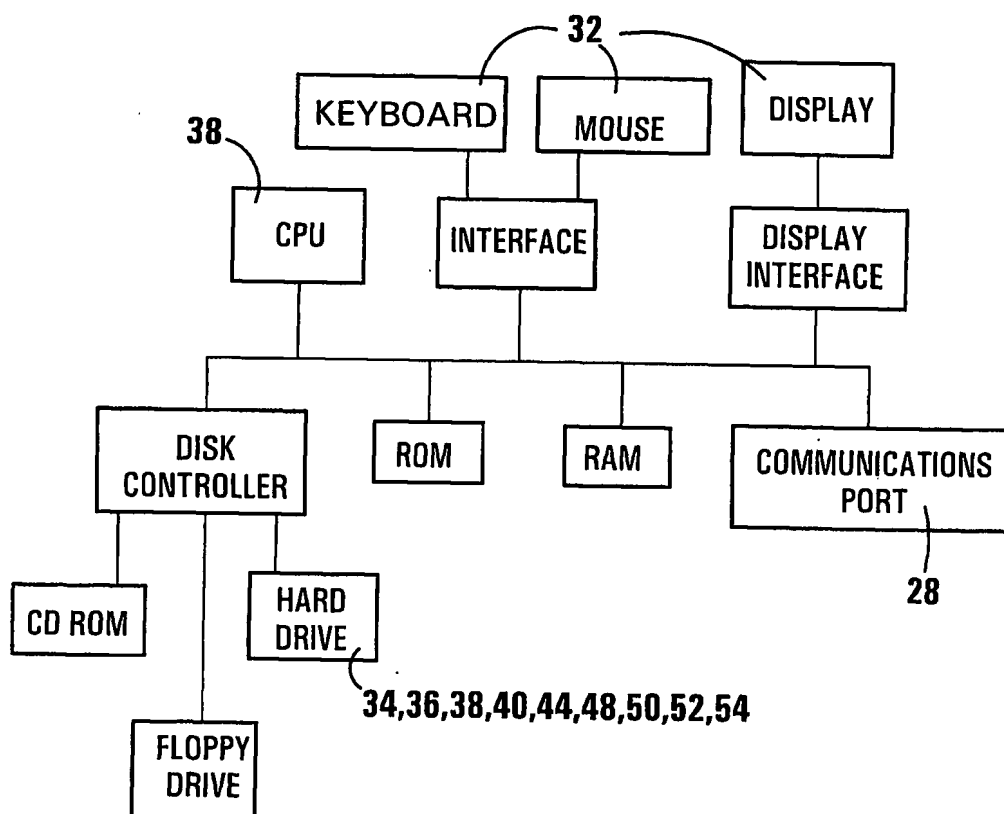 32
KEYBOARD
MOUSE
DISPLAY
38
CPU
INTERFACE
DISPLAY
INTERFACE
DISK
CONTROLLER
ROM
RAM
COMMUNICATIONS
PORT
28
CD ROM
HARD
DRIVE
34,36,38,40,44,48,50,52,54
FLOPPY
DRIVE